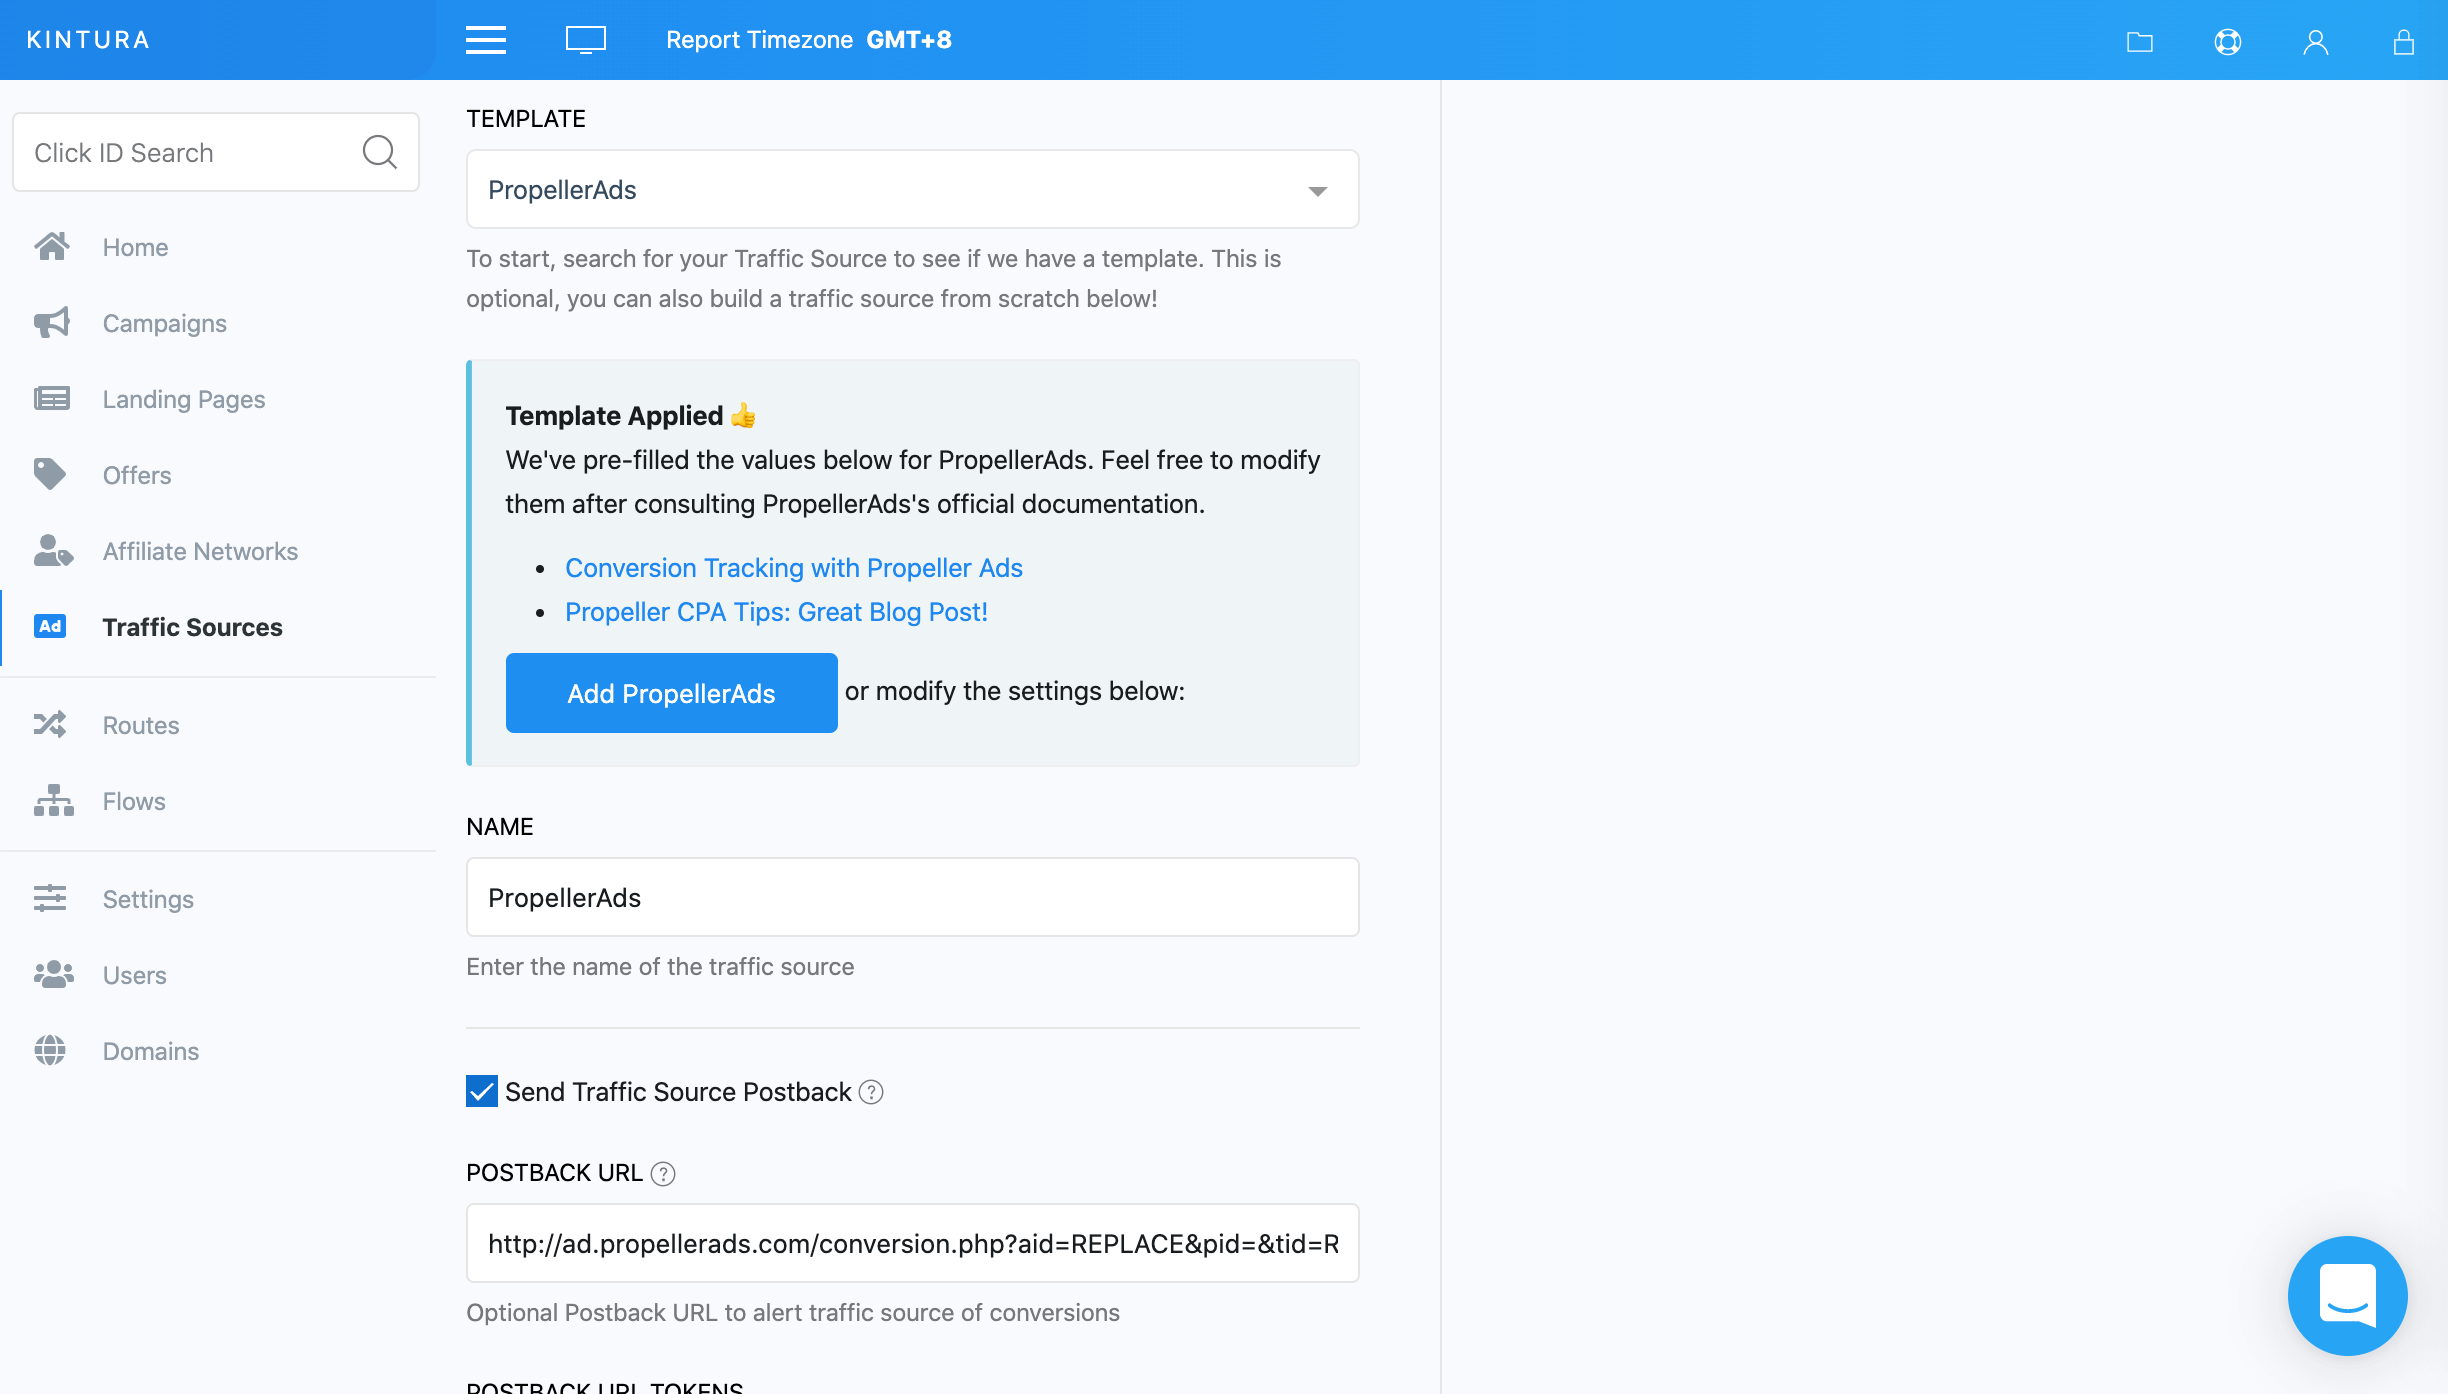 KINTURA
Report Timezone GMT+8
Click ID Search
Home
Campaigns
Landing Pages
Offers
Affiliate Networks
Ad
Traffic Sources
Routes
Flows
Settings
Users
Domains
TEMPLATE
PropellerAds
To start, search for your Traffic Source to see if we have a template. This is
optional, you can also build a traffic source from scratch below!
Template Applied 👍
We've pre-filled the values below for PropellerAds. Feel free to modify
them after consulting PropellerAds's official documentation.
• Conversion Tracking with Propeller Ads
• Propeller CPA Tips: Great Blog Post!
Add PropellerAds or modify the settings below:
NAME
PropellerAds
Enter the name of the traffic source
Send Traffic Source Postback ?
POSTBACK URL ?
http://ad.propellerads.com/conversion.php?aid=REPLACE&pid=&tid=R
Optional Postback URL to alert traffic source of conversions
POSTBACK URL TOKENS